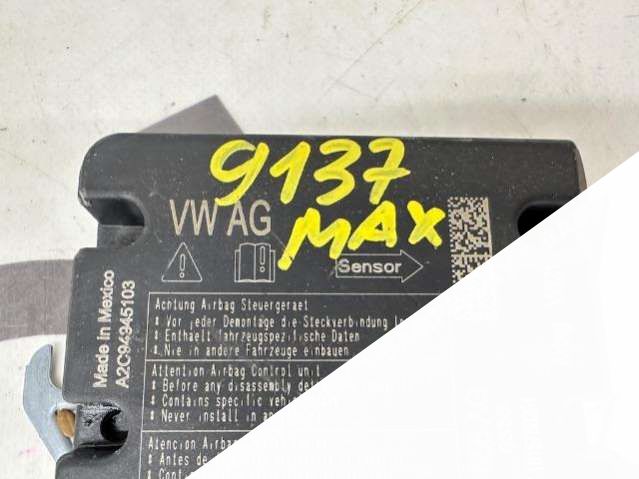 9137
MAX
VW AG
Sensor
Made in Mexico
A2C94345103
Achtung Airbag Steuergeraet
* Vor jeder Demontage die Steckverbindung
* Enthaelt fahrzeugspezifische Daten
* Nie in andere Fahrzeuge einbauen
Attention Airbag Control unit
* Before any disassembly
* Contains specific
* Never install in
Atencion Airbag
* Antes
*